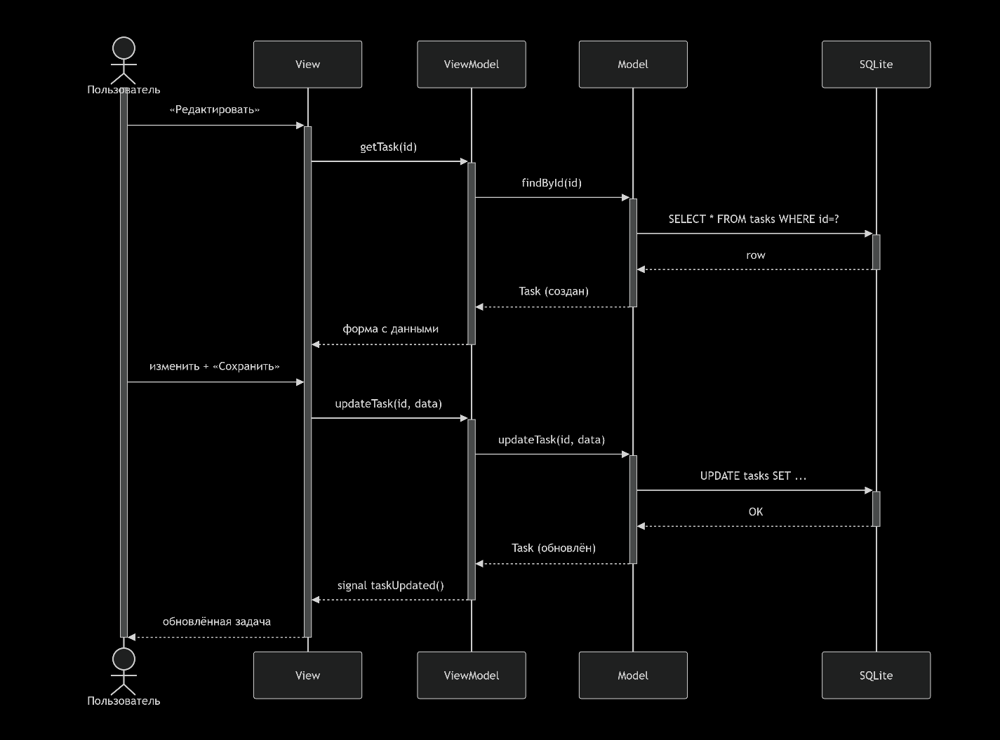 View
ViewModel
Model
SQLite
Пользователь
«Редактировать»
getTask(id)
findById(id)
SELECT * FROM tasks WHERE id=?
row
Task (создан)
форма с данными
изменить + «Сохранить»
updateTask(id, data)
updateTask(id, data)
UPDATE tasks SET ...
OK
Task (обновлён)
signal taskUpdated()
обновлённая задача
View
ViewModel
Model
SQLite
Пользователь